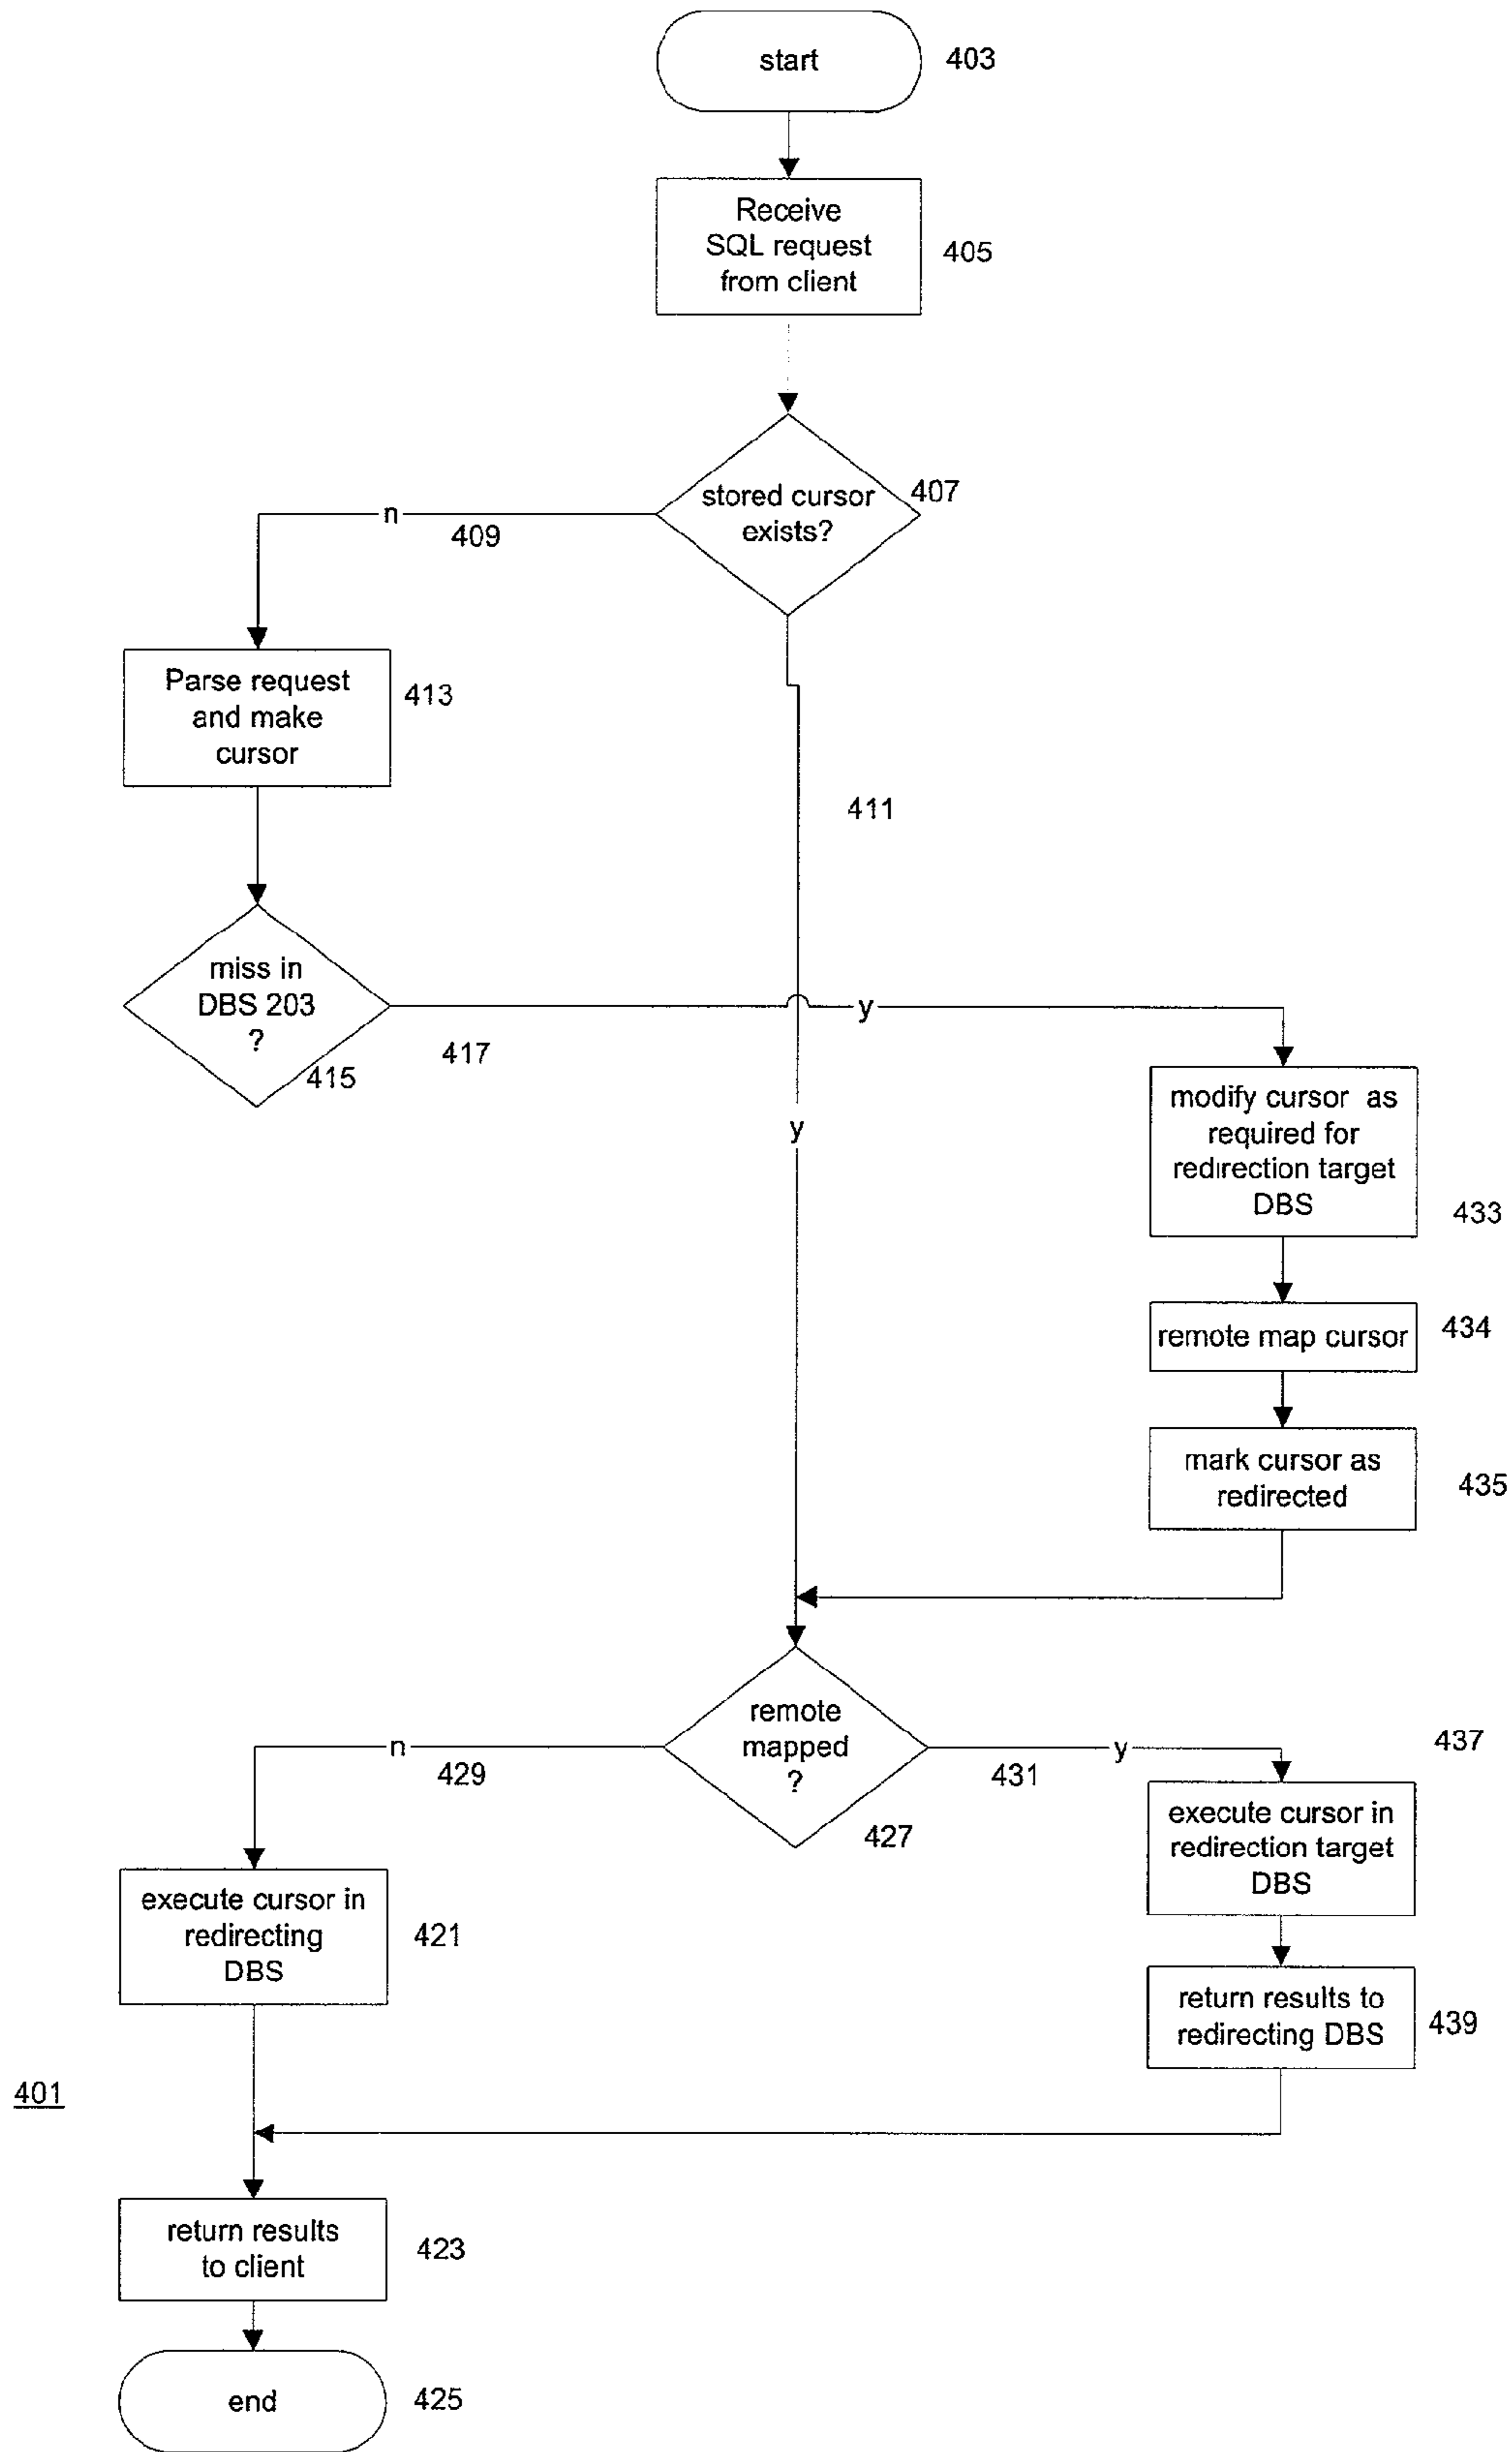 start
403
Receive
SQL request
from client
405
stored cursor
exists?
407
n
409
Parse request
and make
cursor
413
411
miss in
DBS 203
?
415
417
y
y
modify cursor as
required for
redirection target
DBS
433
remote map cursor
434
mark cursor as
redirected
435
remote
mapped
?
427
n
429
y
431
437
execute cursor in
redirection target
DBS
execute cursor in
redirecting
DBS
421
return results to
redirecting DBS
439
401
return results
to client
423
end
425